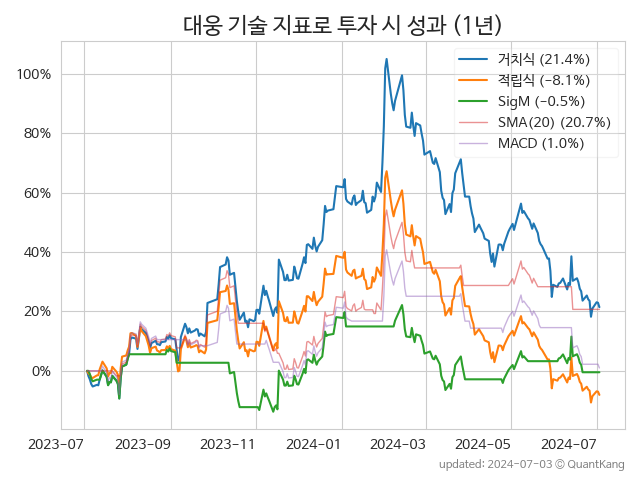 대웅 기술 지표로 투자 시 성과 (1년)
거치식 (21.4%)
적립식 (−8.1%)
SigM (−0.5%)
SMA(20) (20.7%)
MACD (1.0%)
100%
80%
60%
40%
20%
0%
2023-07 2023-09 2023-11 2024-01 2024-03 2024-05 2024-07
updated: 2024-07-03 ⓒ QuantKang